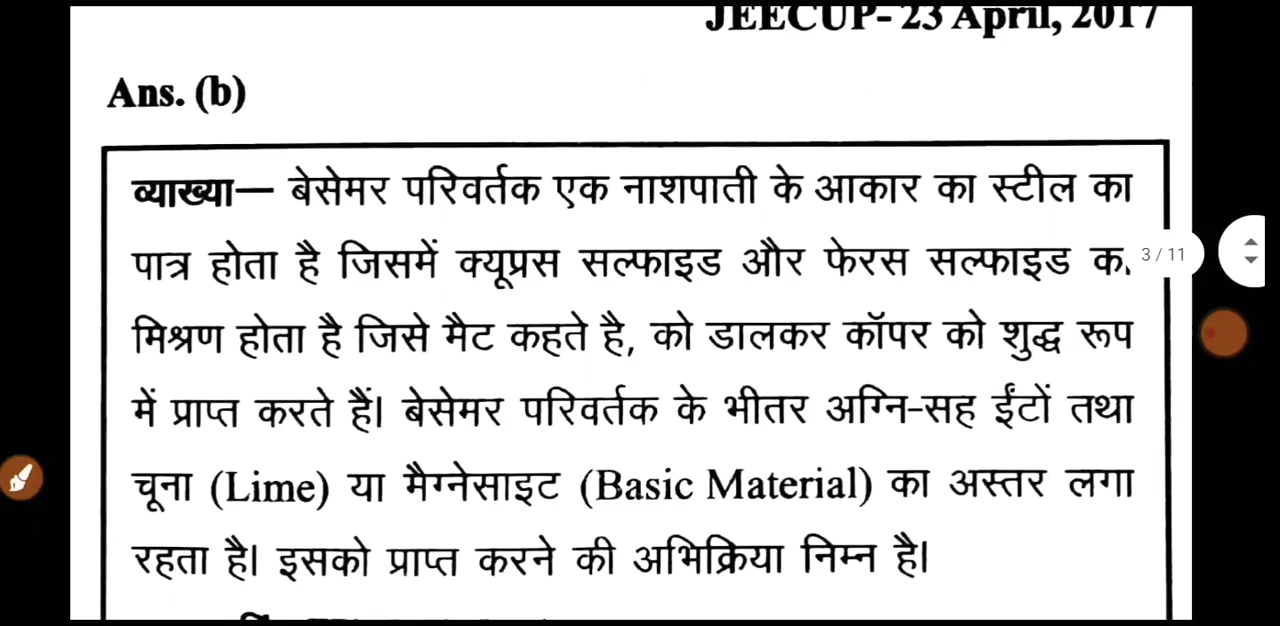 JEECUP- 23 April, 2017
Ans. (b)
व्याख्या— बेसेमर परिवर्तक एक नाशपाती के आकार का स्टील का
पात्र होता है जिसमें क्यूप्रस सल्फाइड और फेरस सल्फाइड का
3 / 11
मिश्रण होता है जिसे मैट कहते है, को डालकर कॉपर को शुद्ध रूप
में प्राप्त करते हैं। बेसेमर परिवर्तक के भीतर अग्नि-सह ईंटों तथा
चूना (Lime) या मैग्नेसाइट (Basic Material) का अस्तर लगा
रहता है। इसको प्राप्त करने की अभिक्रिया निम्न है।